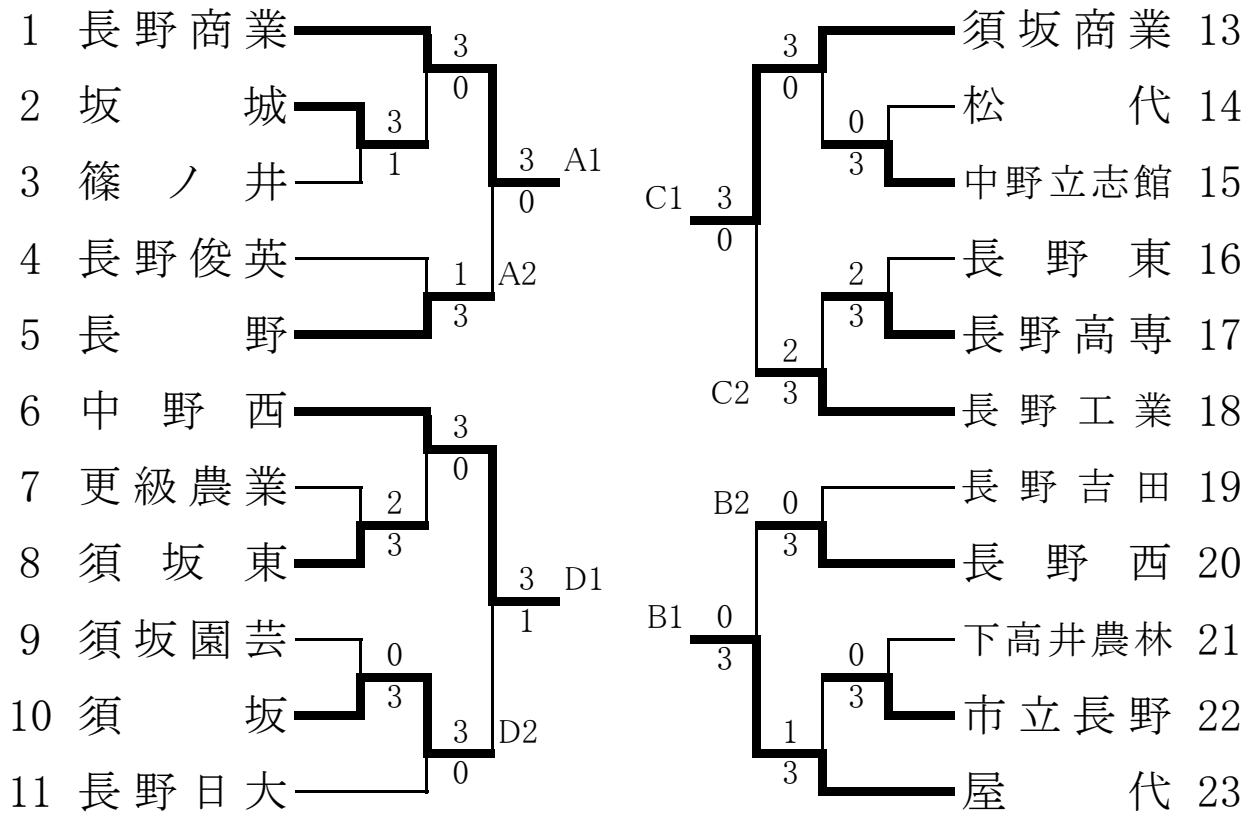 1 長野商業
3
0
2 坂城
3
1
3 篠ノ井
3
0
A1
4 長野俊英
1
3
A2
5 長野
6 中野西
3
0
7 更級農業
2
3
8 須坂東
3
1
D1
9 須坂園芸
0
3
10 須坂
3
0
D2
11 長野日大
須坂商業 13
3
0
松代 14
0
3
中野立志館 15
C1
3
0
長野東 16
2
3
長野高専 17
C2
2
3
長野工業 18
長野吉田 19
B2
0
3
長野西 20
B1
0
3
下高井農林 21
0
3
市立長野 22
1
3
屋代 23